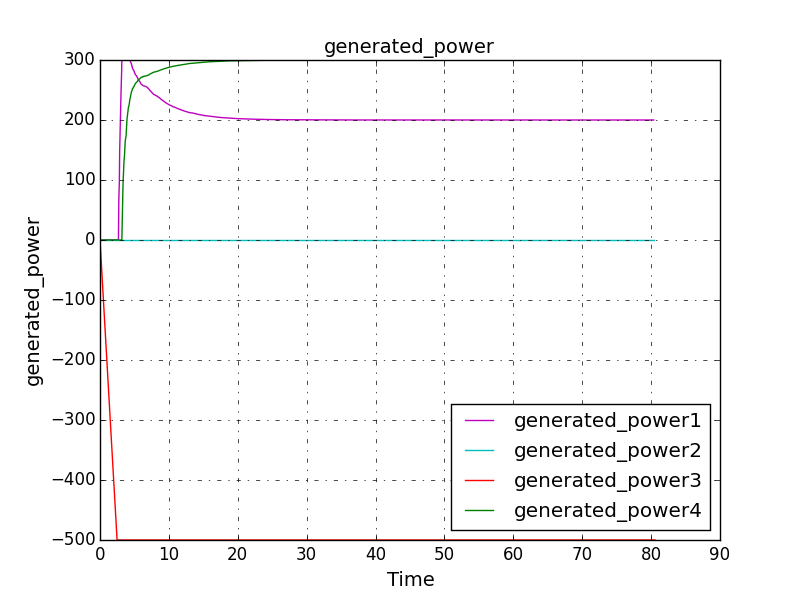 generated_power
300
200
100
0
−100
−200
−300
−400
−500
generated_power
generated_power1
generated_power2
generated_power3
generated_power4
0 10 20 30 40 50 60 70 80 90
Time